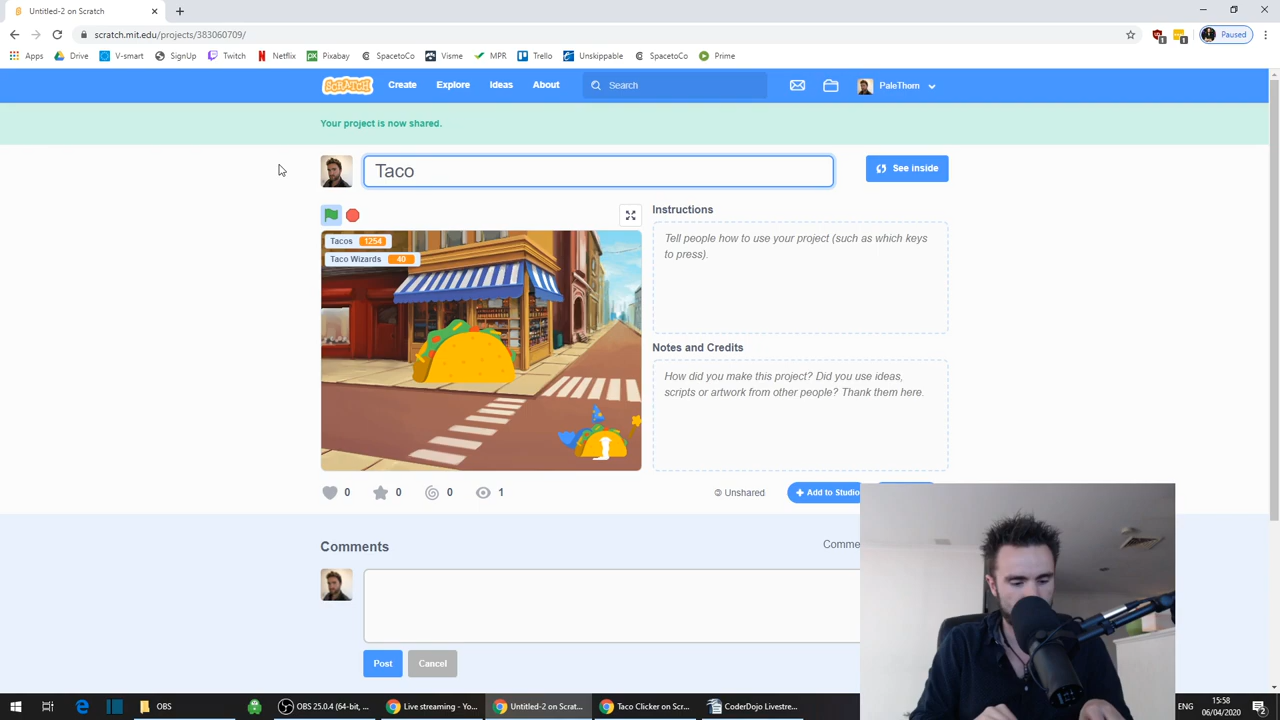 Untitled-2 on Scratch
scratch.mit.edu/projects/383060709/
1
1
Paused
Apps
Drive
V-smart
SignUp
Twitch
Netflix
Pixabay
SpacetoCo
Visme
MPR
Trello
Unskippable
SpacetoCo
Prime
SCRATCH
Create
Explore
Ideas
About
Search
PaleThom
Your project is now shared.
Taco
See inside
Instructions
Tell people how to use your project (such as which keys
to press).
Tacos 1254
Taco Wizards 40
Notes and Credits
How did you make this project? Did you use ideas,
scripts or artwork from other people? Thank them here.
0
0
0
1
Unshared
Add to Studio
Comments
Comme
Post
Cancel
OBS
OBS 25.0.4 (64-bit, ...
Live streaming - Yo...
Untitled-2 on Scrat...
Taco Clicker on Scr...
CoderDojo Livestre...
ENG
15:58
06/04/2020
2